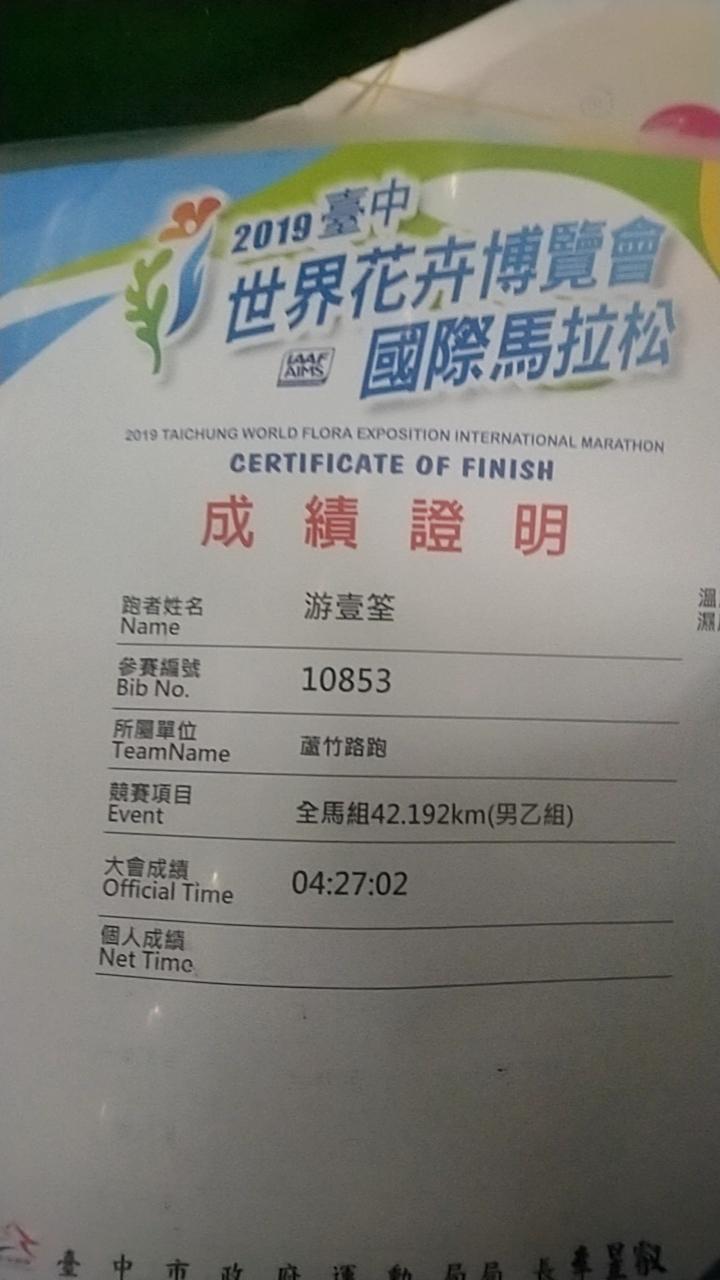 2019 臺中
世界花卉博覽會
IAAF
AIMS
國際馬拉松
2019 TAICHUNG WORLD FLORA EXPOSITION INTERNATIONAL MARATHON
CERTIFICATE OF FINISH
成績證明
跑者姓名 游壹筌
Name
溫
濕
參賽編號 10853
Bib No.
所屬單位 蘆竹路跑
TeamName
競賽項目 全馬組42.192km(男乙組)
Event
大會成績 04:27:02
Official Time
個人成績
Net Time
臺中市政府運動局局長